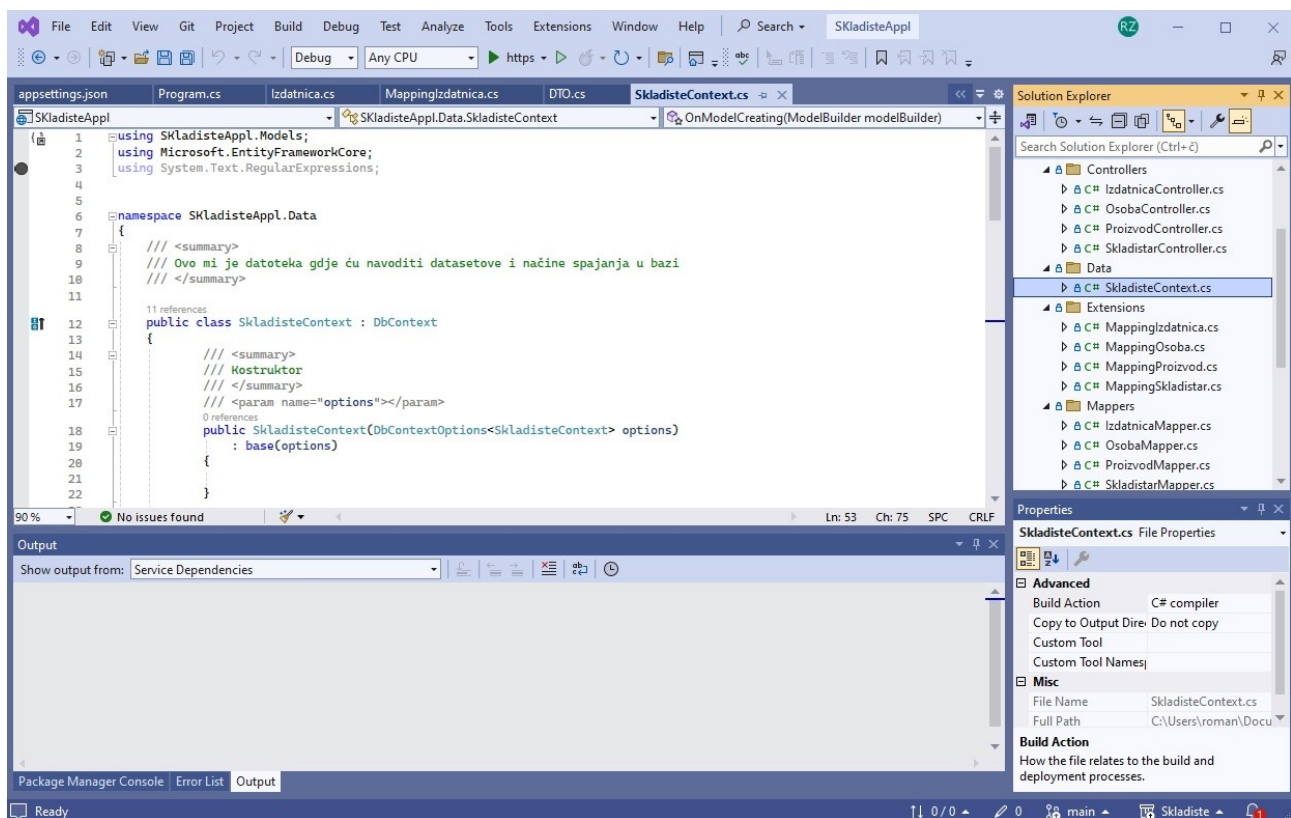 File Edit View Git Project Build Debug Test Analyze Tools Extensions Window Help Search SKladisteAppl RZ
Debug Any CPU https
appsettings.json Program.cs Izdatnica.cs MappingIzdatnica.cs DTO.cs SkladisteContext.cs
SKladisteAppl SKladisteAppl.Data.SkladisteContext OnModelCreating(ModelBuilder modelBuilder)
1 using SKladisteAppl.Models;
2 using Microsoft.EntityFrameworkCore;
3 using System.Text.RegularExpressions;
4
5
6 namespace SKladisteAppl.Data
7 {
8 /// <summary>
9 /// Ovo mi je datoteka gdje ću navoditi datasetove i načine spajanja u bazi
10 /// </summary>
11
11 references
12 public class SkladisteContext : DbContext
13 {
14 /// <summary>
15 /// Kostruktor
16 /// </summary>
17 /// <param name="options"></param>
0 references
18 public SkladisteContext(DbContextOptions<SkladisteContext> options)
19 : base(options)
20 {
21
22 }
90 % No issues found Ln: 53 Ch: 75 SPC CRLF
Output
Show output from: Service Dependencies
Package Manager Console Error List Output
Solution Explorer
Search Solution Explorer (Ctrl+č)
Controllers
C# IzdatnicaController.cs
C# OsobaController.cs
C# ProizvodController.cs
C# SkladistarController.cs
Data
C# SkladisteContext.cs
Extensions
C# MappingIzdatnica.cs
C# MappingOsoba.cs
C# MappingProizvod.cs
C# MappingSkladistar.cs
Mappers
C# IzdatnicaMapper.cs
C# OsobaMapper.cs
C# ProizvodMapper.cs
C# SkladistarMapper.cs
Properties
SkladisteContext.cs File Properties
Advanced
Build Action C# compiler
Copy to Output Dire Do not copy
Custom Tool
Custom Tool Names
Misc
File Name SkladisteContext.cs
Full Path C:\Users\roman\Docu
Build Action
How the file relates to the build and
deployment processes.
Ready 0/0 0 main Skladiste 1